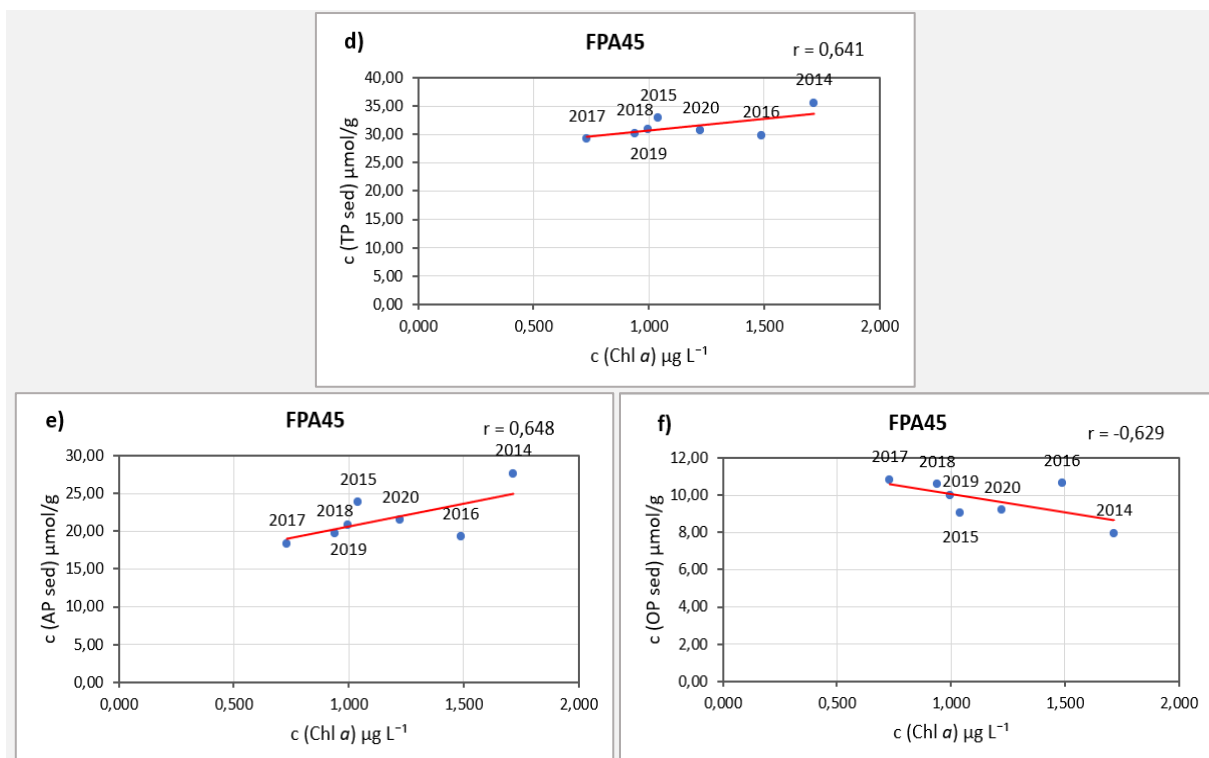 d)
FPA45
r = 0,641
40,00
35,00
30,00
25,00
20,00
15,00
10,00
5,00
0,00
2014
2015
2017
2018
2020
2016
2019
0,000 0,500 1,000 1,500 2,000
c (TP sed) µmol/g
c (Chl a) µg L⁻¹
e)
FPA45
r = 0,648
30,00
25,00
20,00
15,00
10,00
5,00
0,00
2014
2015
2017
2018
2020
2016
2019
0,000 0,500 1,000 1,500 2,000
c (AP sed) µmol/g
c (Chl a) µg L⁻¹
f)
FPA45
r = -0,629
12,00
10,00
8,00
6,00
4,00
2,00
0,00
2017
2018
2016
2019
2020
2014
2015
0,000 0,500 1,000 1,500 2,000
c (OP sed) µmol/g
c (Chl a) µg L⁻¹